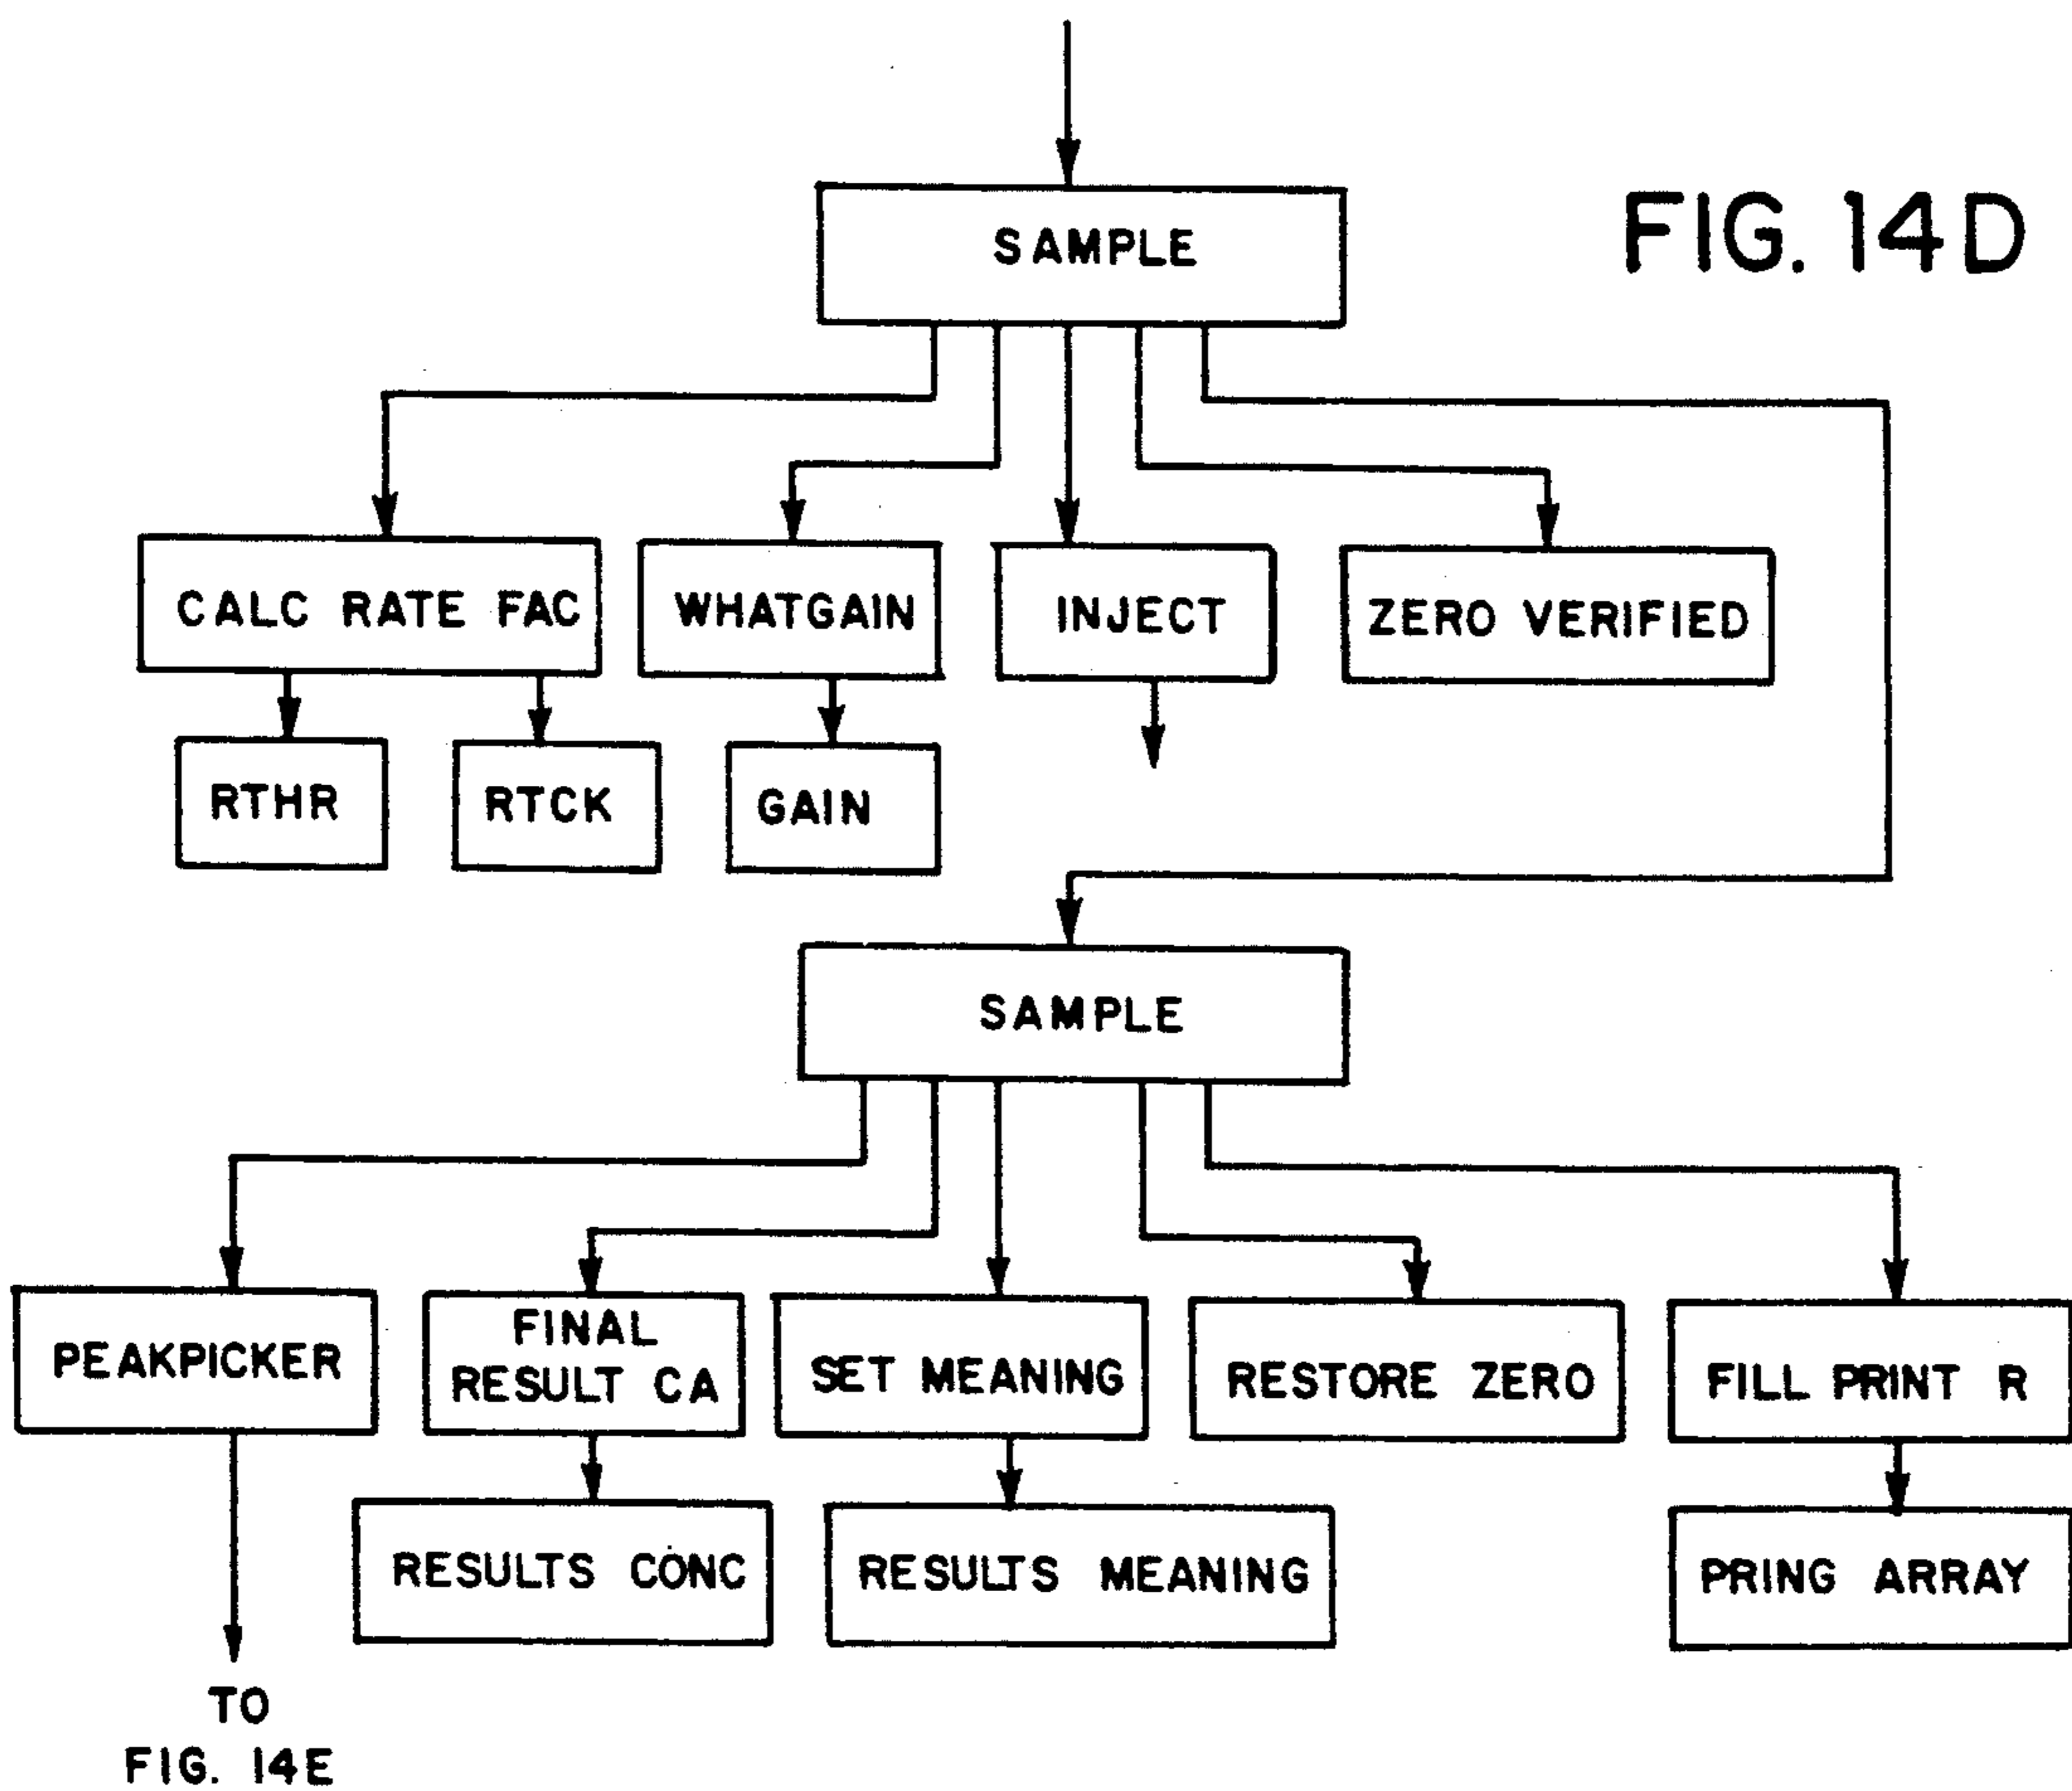 FIG. 14D
SAMPLE
CALC RATE FAC
WHATGAIN
INJECT
ZERO VERIFIED
RTHR
RTCK
GAIN
SAMPLE
PEAKPICKER
FINAL
RESULT CA
SET MEANING
RESTORE ZERO
FILL PRINT R
RESULTS CONC
RESULTS MEANING
PRING ARRAY
TO
FIG. 14E